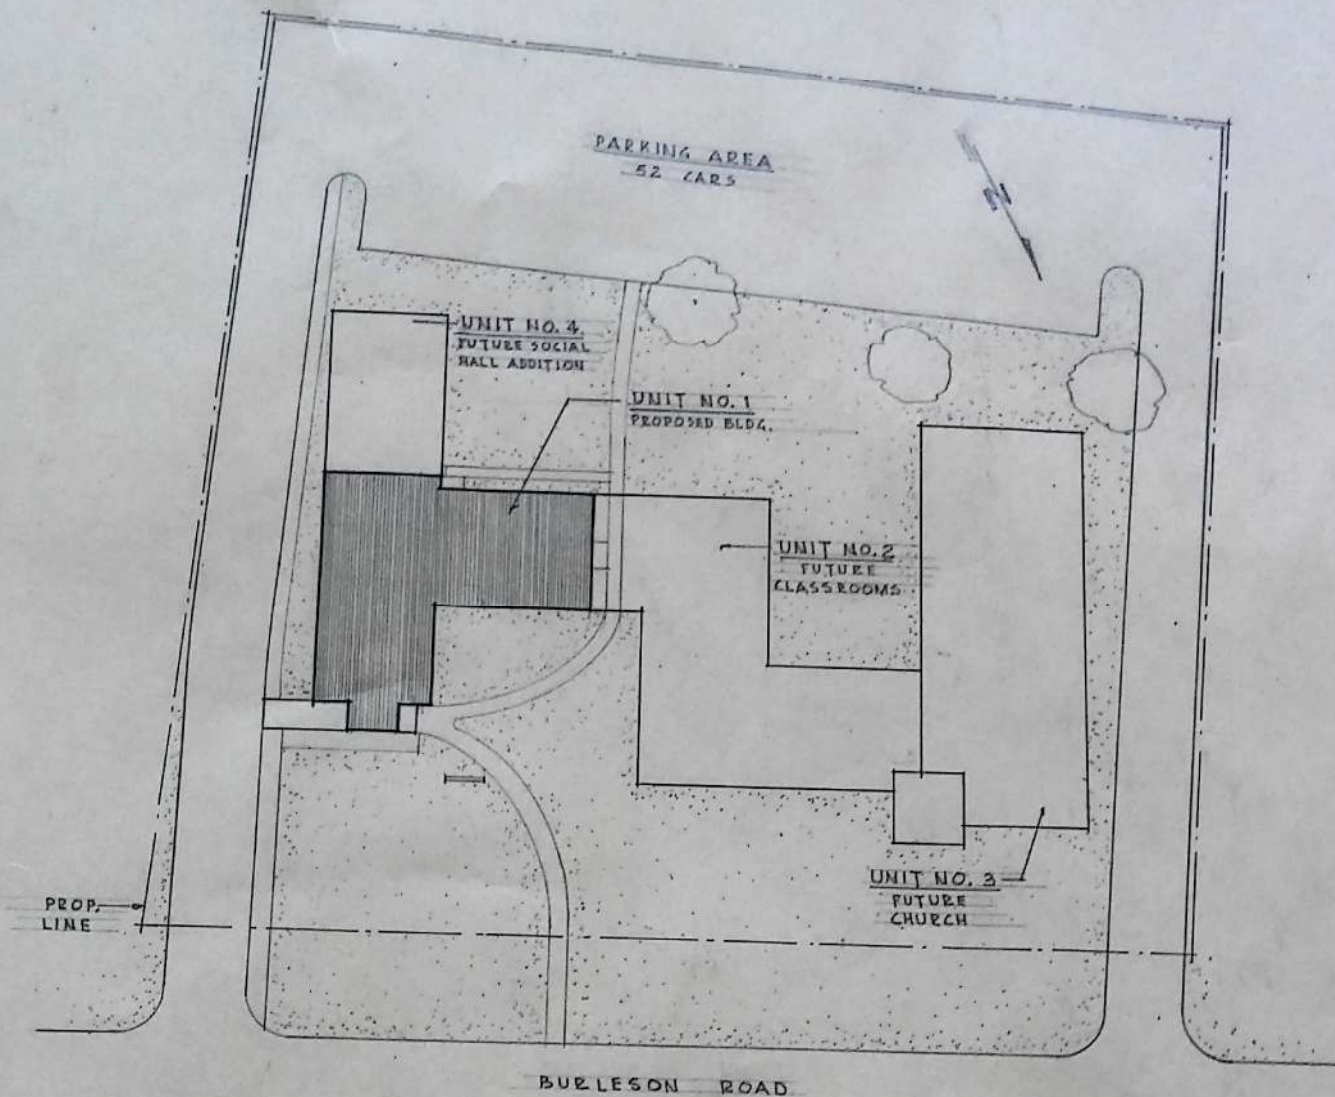 PARKING AREA
52 CARS
N
UNIT NO. 4.
FUTURE SOCIAL
HALL ADDITION
UNIT NO. 1
PROPOSED BLDG.
UNIT NO. 2
FUTURE
CLASSROOMS
UNIT NO. 3
FUTURE
CHURCH
PROP.
LINE
BURLESON ROAD